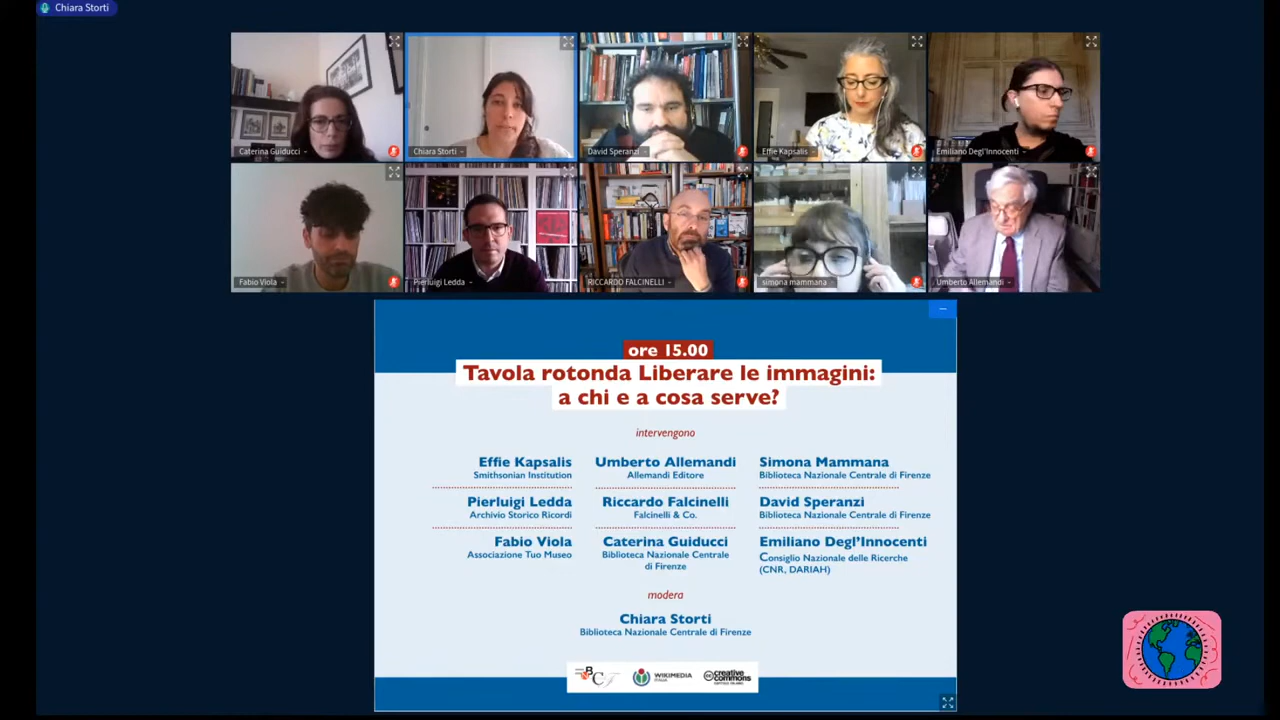 Chiara Storti
Caterina Guiducci
Chiara Storti
David Speranzi
Effie Kapsalis
Emiliano Degl'Innocenti
Fabio Viola
Pierluigi Ledda
RICCARDO FALCINELLI
simona mammana
Umberto Allemandi
ore 15.00
Tavola rotonda Liberare le immagini:
a chi e a cosa serve?
intervengono
Effie Kapsalis
Smithsonian Institution
Umberto Allemandi
Allemandi Editore
Simona Mammana
Biblioteca Nazionale Centrale di Firenze
Pierluigi Ledda
Archivio Storico Ricordi
Riccardo Falcinelli
Falcinelli & Co.
David Speranzi
Biblioteca Nazionale Centrale di Firenze
Fabio Viola
Associazione Tuo Museo
Caterina Guiducci
Biblioteca Nazionale Centrale
di Firenze
Emiliano Degl'Innocenti
Consiglio Nazionale delle Ricerche
(CNR, DARIAH)
modera
Chiara Storti
Biblioteca Nazionale Centrale di Firenze
WIKIMEDIA
ITALIA
creative
commons